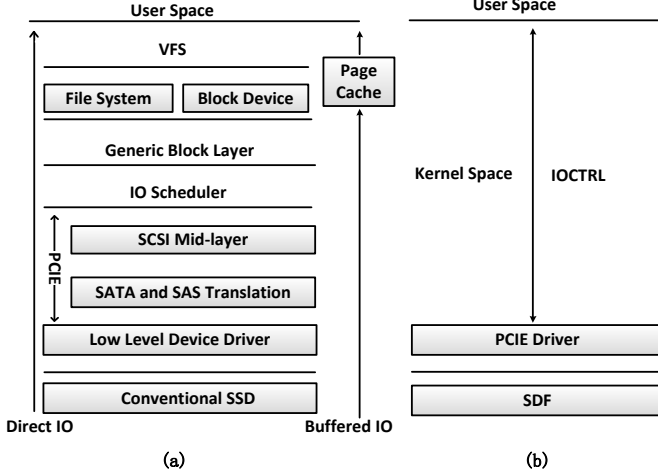 User Space
VFS
Page
Cache
File System
Block Device
Generic Block Layer
IO Scheduler
PCIE
SCSI Mid-layer
SATA and SAS Translation
Low Level Device Driver
Conventional SSD
Direct IO
Buffered IO
(a)
User Space
Kernel Space
IOCTRL
PCIE Driver
SDF
(b)